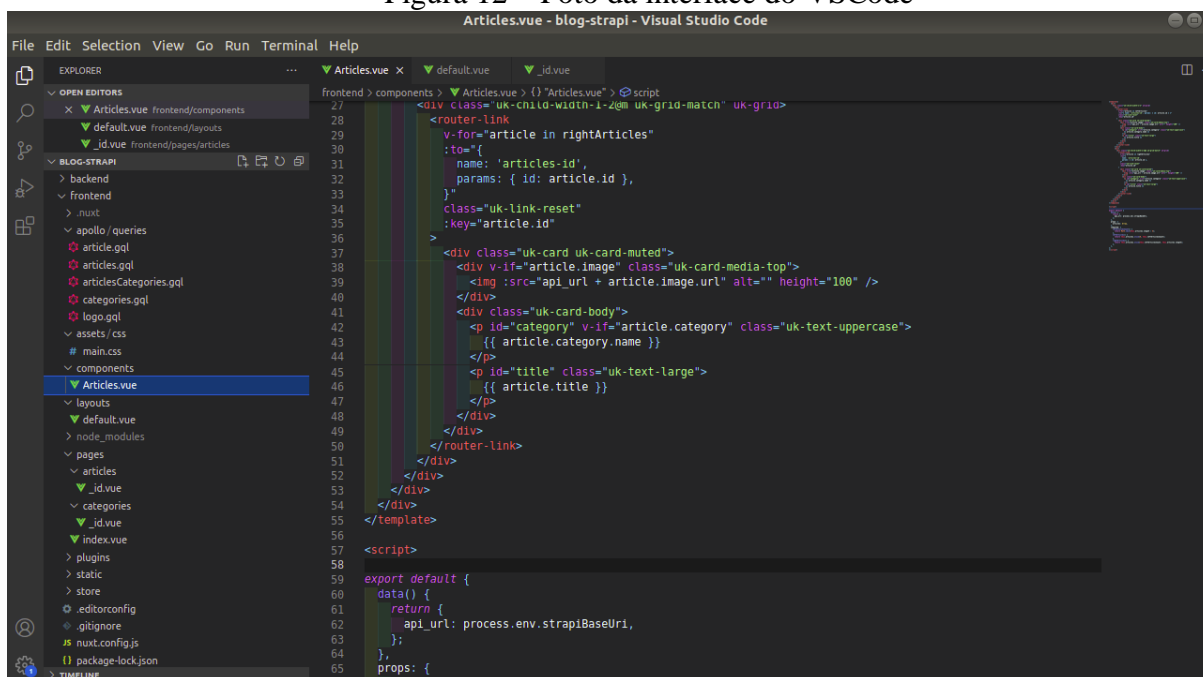 Figura 12 – Foto da interface do VSCode
Articles.vue - blog-strapi - Visual Studio Code
File Edit Selection View Go Run Terminal Help
EXPLORER ...
OPEN EDITORS
× Articles.vue frontend/components
default.vue frontend/layouts
_id.vue frontend/pages/articles
BLOG-STRAPI
> backend
frontend
> .nuxt
apollo / queries
article.gql
articles.gql
articlesCategories.gql
categories.gql
logo.gql
assets / css
# main.css
components
Articles.vue
layouts
default.vue
> node_modules
pages
articles
_id.vue
categories
_id.vue
index.vue
> plugins
> static
> store
.editorconfig
.gitignore
JS nuxt.config.js
{} package-lock.json
> TIMELINE
1
Articles.vue × default.vue _id.vue
frontend > components > Articles.vue > {} "Articles.vue" > script
27 <div class="uk-child-width-1-2@m uk-grid-match" uk-grid>
28 <router-link
29 v-for="article in rightArticles"
30 :to="{
31 name: 'articles-id',
32 params: { id: article.id },
33 }"
34 class="uk-link-reset"
35 :key="article.id"
36 >
37 <div class="uk-card uk-card-muted">
38 <div v-if="article.image" class="uk-card-media-top">
39 <img :src="api_url + article.image.url" alt="" height="100" />
40 </div>
41 <div class="uk-card-body">
42 <p id="category" v-if="article.category" class="uk-text-uppercase">
43 {{ article.category.name }}
44 </p>
45 <p id="title" class="uk-text-large">
46 {{ article.title }}
47 </p>
48 </div>
49 </div>
50 </router-link>
51 </div>
52 </div>
53 </div>
54 </div>
55 </template>
56
57 <script>
58
59 export default {
60 data() {
61 return {
62 api_url: process.env.strapiBaseUri,
63 };
64 },
65 props: {